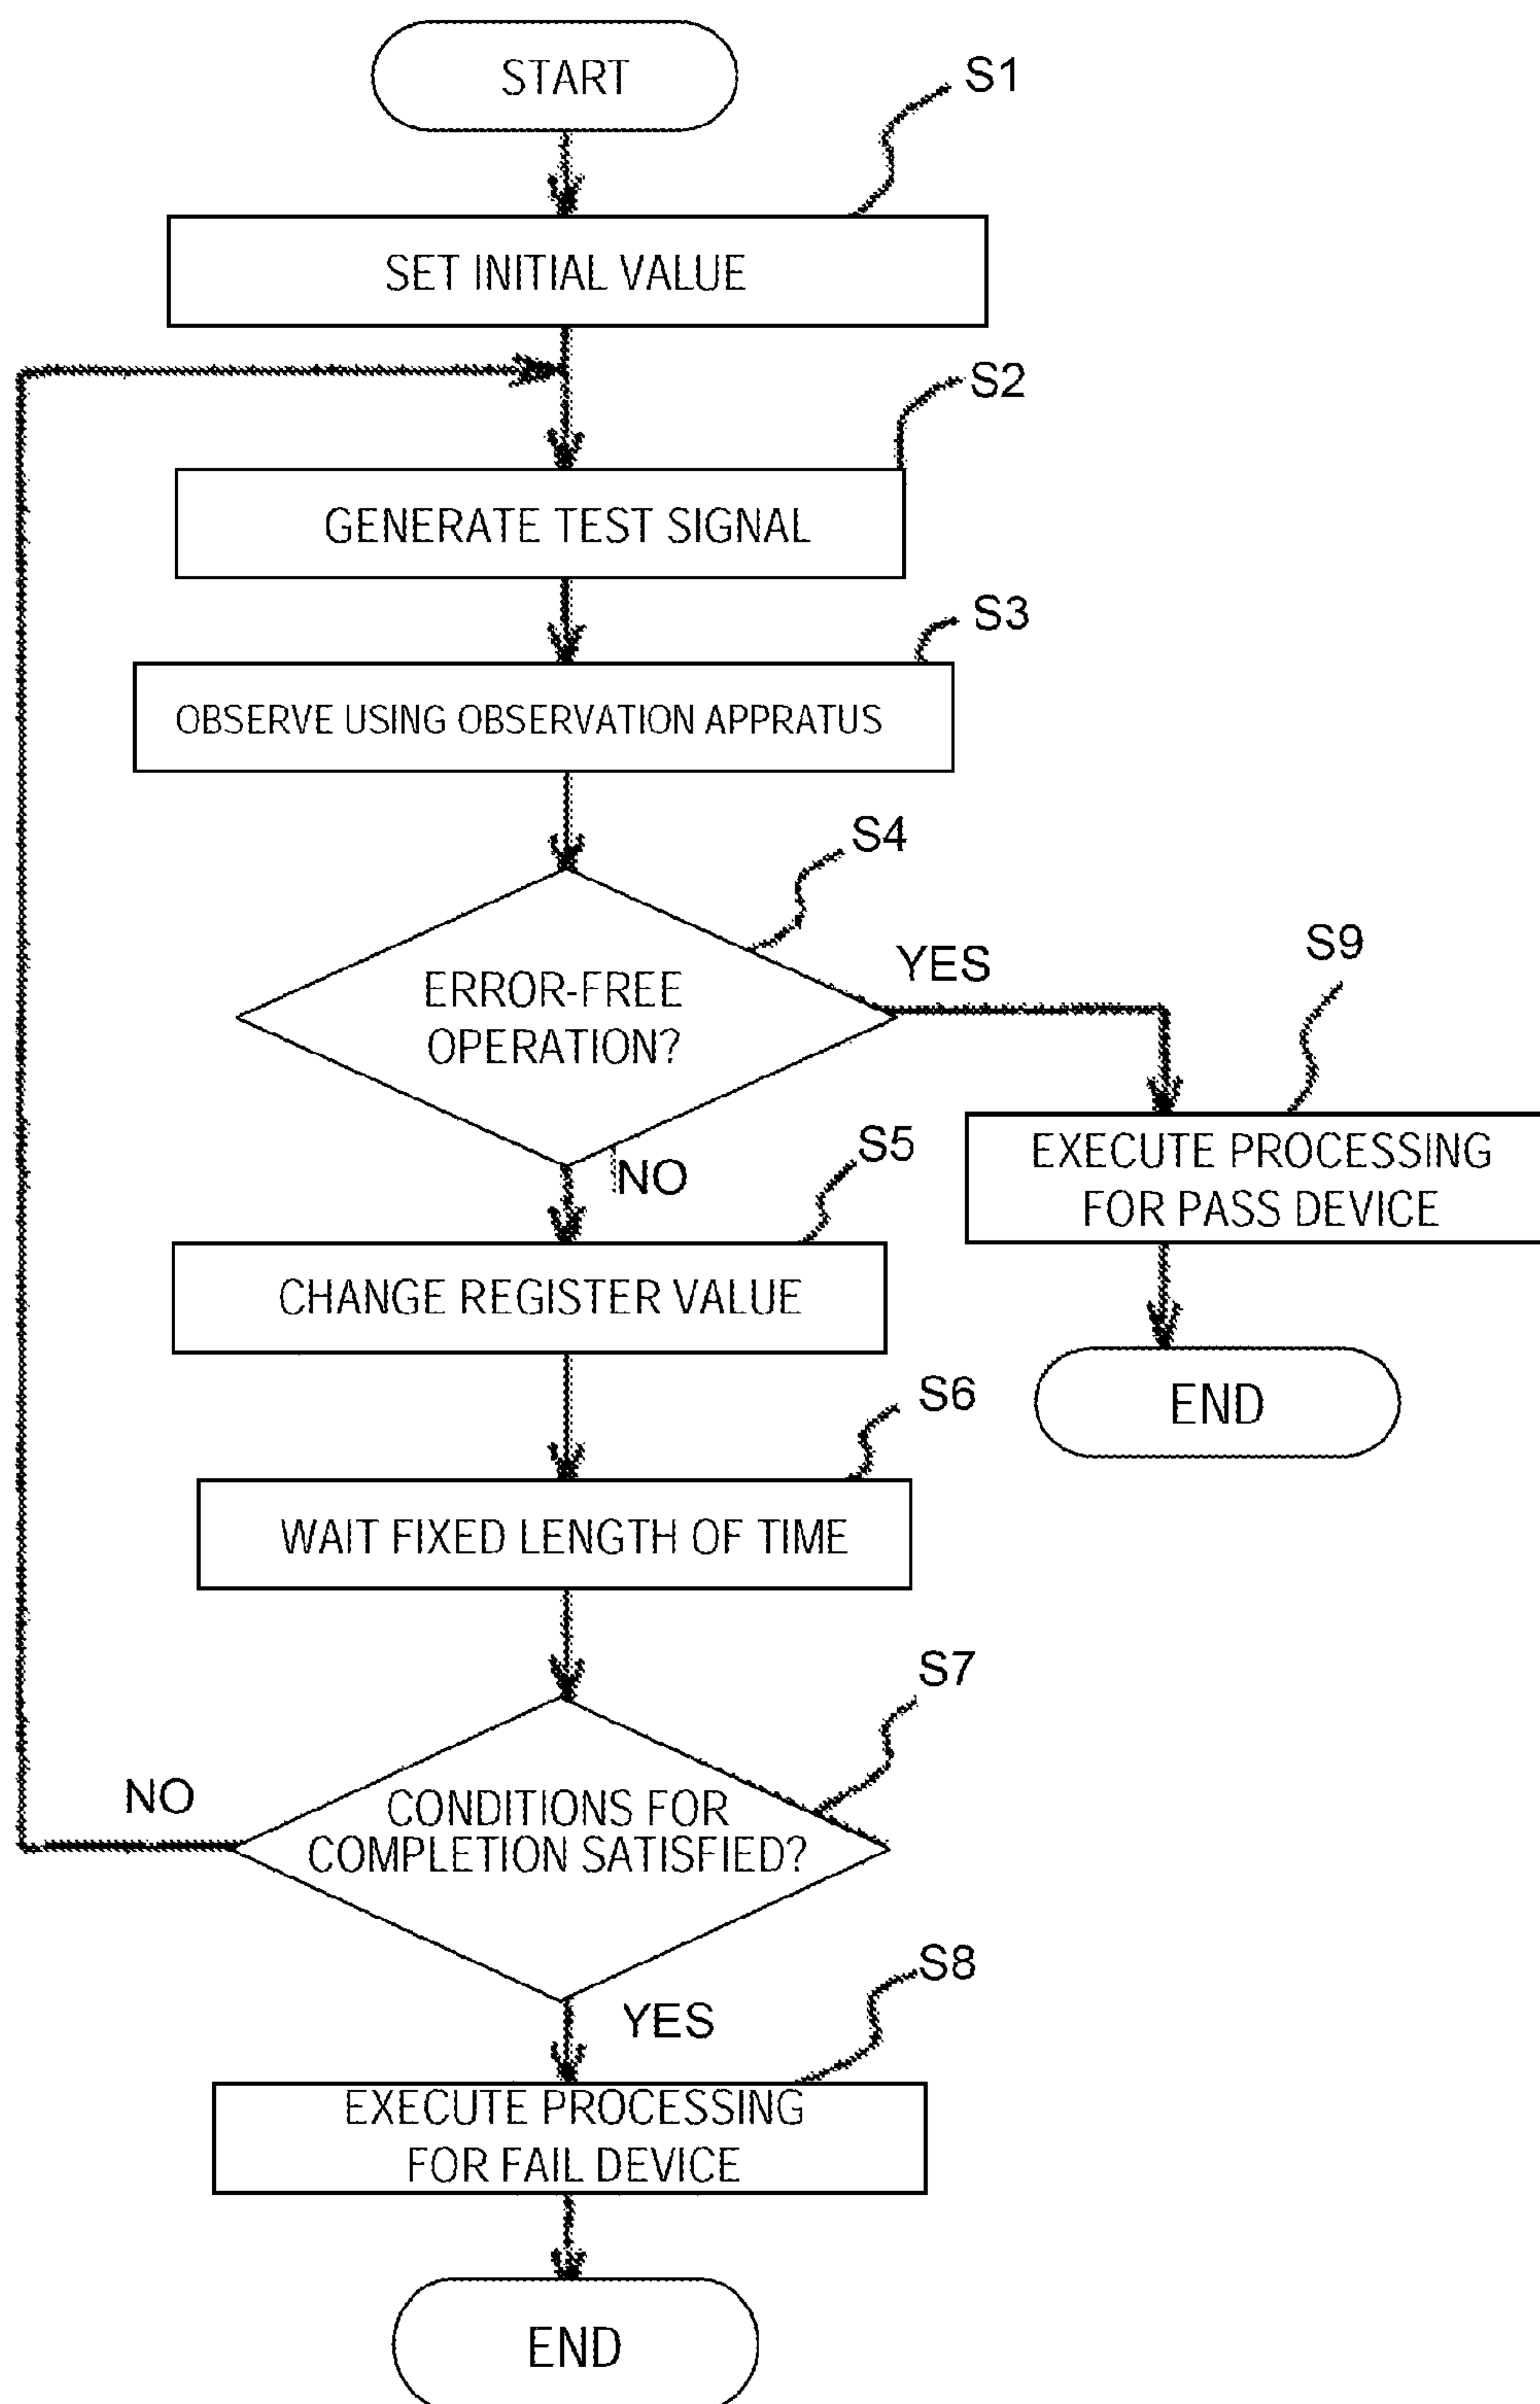 START
S1
SET INITIAL VALUE
S2
GENERATE TEST SIGNAL
S3
OBSERVE USING OBSERVATION APPRATUS
S4
ERROR-FREE
OPERATION?
YES
S9
EXECUTE PROCESSING
FOR PASS DEVICE
END
NO
S5
CHANGE REGISTER VALUE
S6
WAIT FIXED LENGTH OF TIME
S7
CONDITIONS FOR
COMPLETION SATISFIED?
NO
YES
S8
EXECUTE PROCESSING
FOR FAIL DEVICE
END